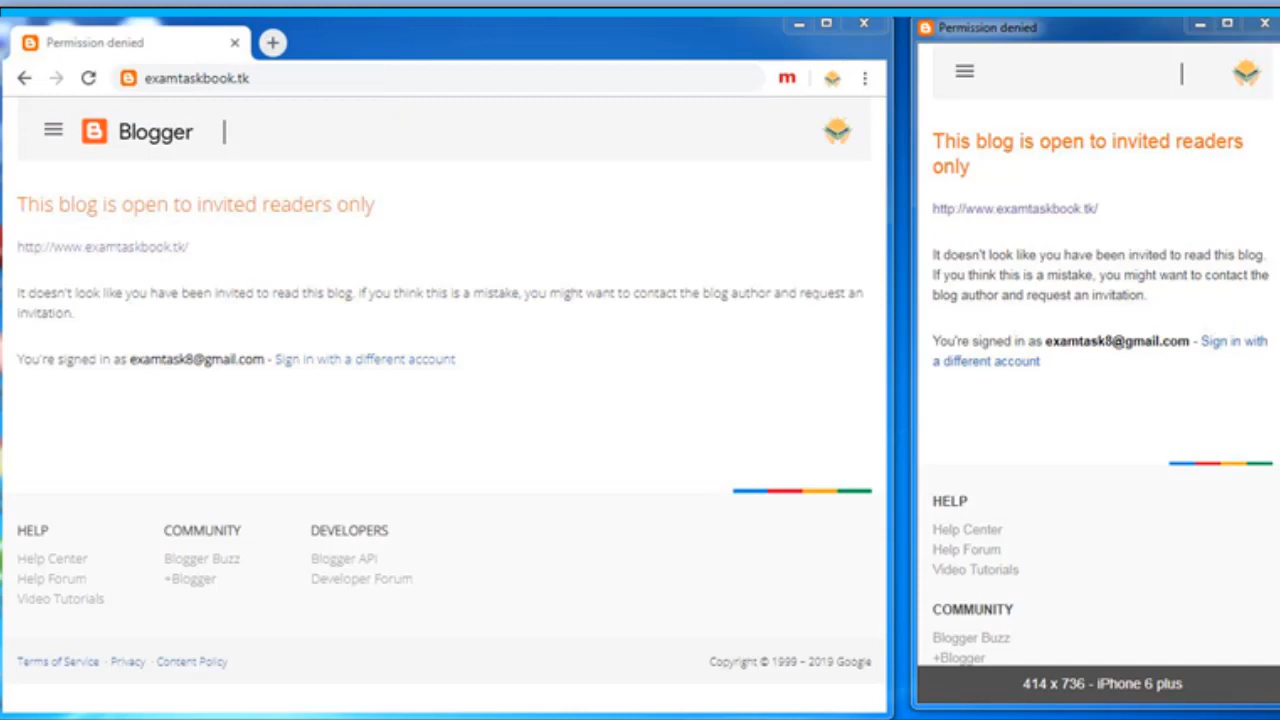 Permission denied
examtaskbook.tk
m
Blogger
This blog is open to invited readers only
http://www.examtaskbook.tk/
It doesn't look like you have been invited to read this blog. If you think this is a mistake, you might want to contact the blog author and request an
invitation.
You're signed in as examtask8@gmail.com - Sign in with a different account
HELP
Help Center
Help Forum
Video Tutorials
COMMUNITY
Blogger Buzz
+Blogger
DEVELOPERS
Blogger API
Developer Forum
Terms of Service · Privacy · Content Policy
Copyright © 1999 – 2019 Google
Permission denied
This blog is open to invited readers
only
http://www.examtaskbook.tk/
It doesn't look like you have been invited to read this blog.
If you think this is a mistake, you might want to contact the
blog author and request an invitation.
You're signed in as examtask8@gmail.com - Sign in with
a different account
HELP
Help Center
Help Forum
Video Tutorials
COMMUNITY
Blogger Buzz
+Blogger
414 x 736 - iPhone 6 plus